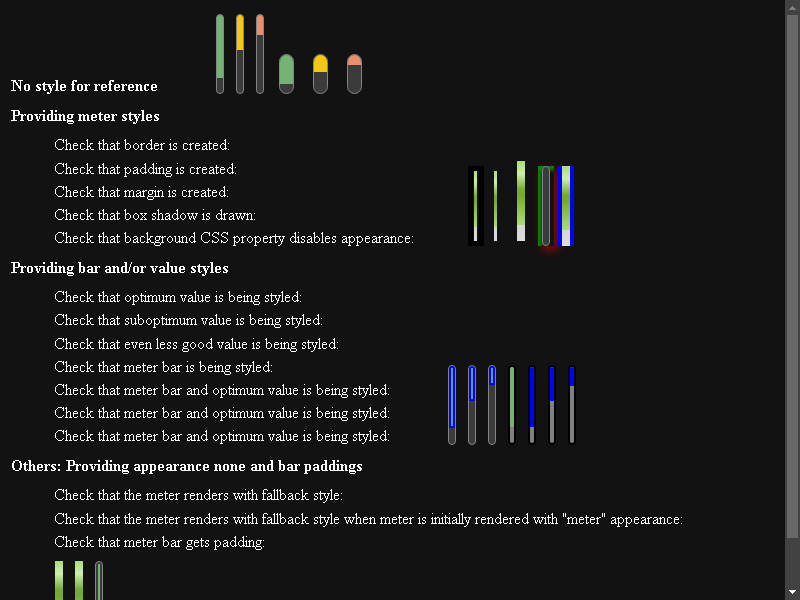 No style for reference
Providing meter styles
Check that border is created:
Check that padding is created:
Check that margin is created:
Check that box shadow is drawn:
Check that background CSS property disables appearance:
Providing bar and/or value styles
Check that optimum value is being styled:
Check that suboptimum value is being styled:
Check that even less good value is being styled:
Check that meter bar is being styled:
Check that meter bar and optimum value is being styled:
Check that meter bar and optimum value is being styled:
Check that meter bar and optimum value is being styled:
Others: Providing appearance none and bar paddings
Check that the meter renders with fallback style:
Check that the meter renders with fallback style when meter is initially rendered with "meter" appearance:
Check that meter bar gets padding: